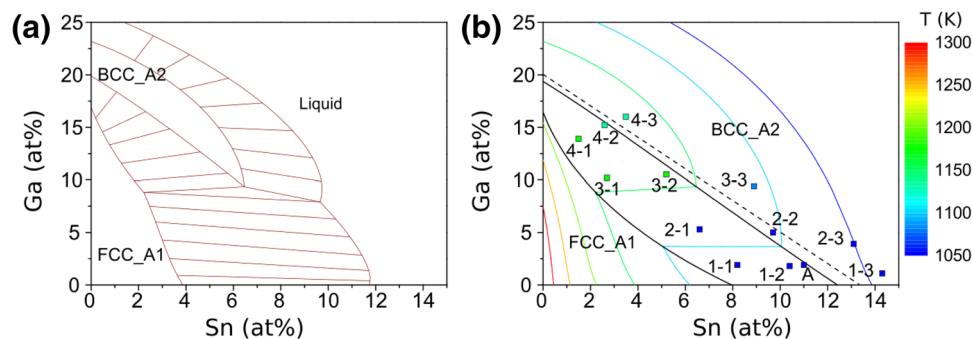 (a)
25
20
15
10
5
0
Ga (at%)
BCC_A2
Liquid
FCC_A1
0 2 4 6 8 10 12 14
Sn (at%)
(b)
25
20
15
10
5
0
Ga (at%)
4-3
4-2
4-1
BCC_A2
3-1
3-2
3-3
FCC_A1
2-1
2-2
2-3
1-1
1-2
A
1-3
0 2 4 6 8 10 12 14
Sn (at%)
T (K)
1300
1250
1200
1150
1100
1050